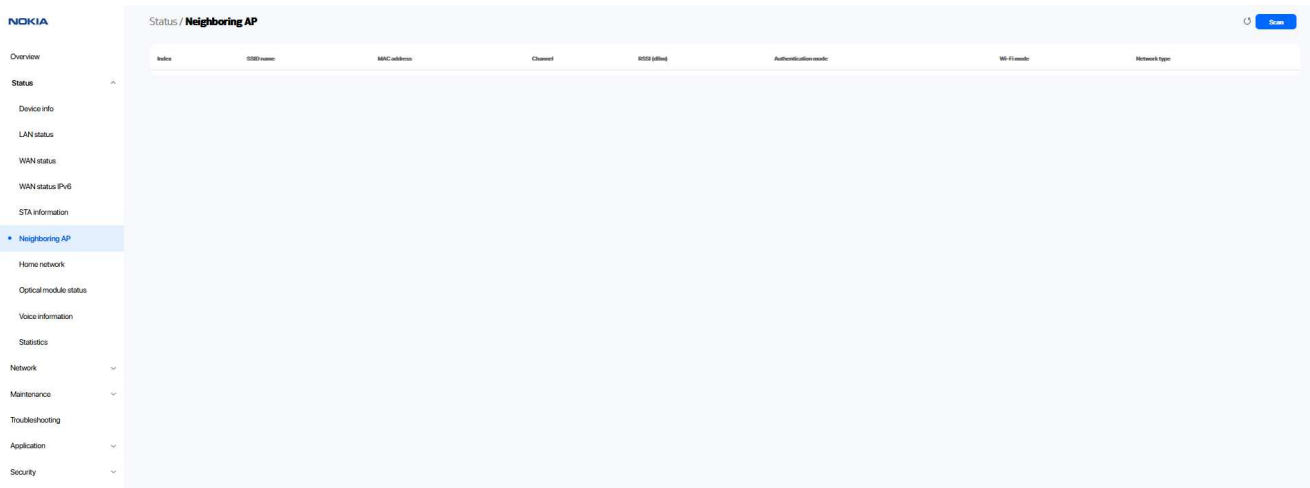 NOKIA
Status / Neighboring AP
Scan
Overview
Status
Device info
LAN status
WAN status
WAN status IPv6
STA information
Neighboring AP
Home network
Optical module status
Voice information
Statistics
Network
Maintenance
Troubleshooting
Application
Security
Index SSID name MAC address Channel RSSI (dBm) Authentication mode Wi-Fi mode Network type